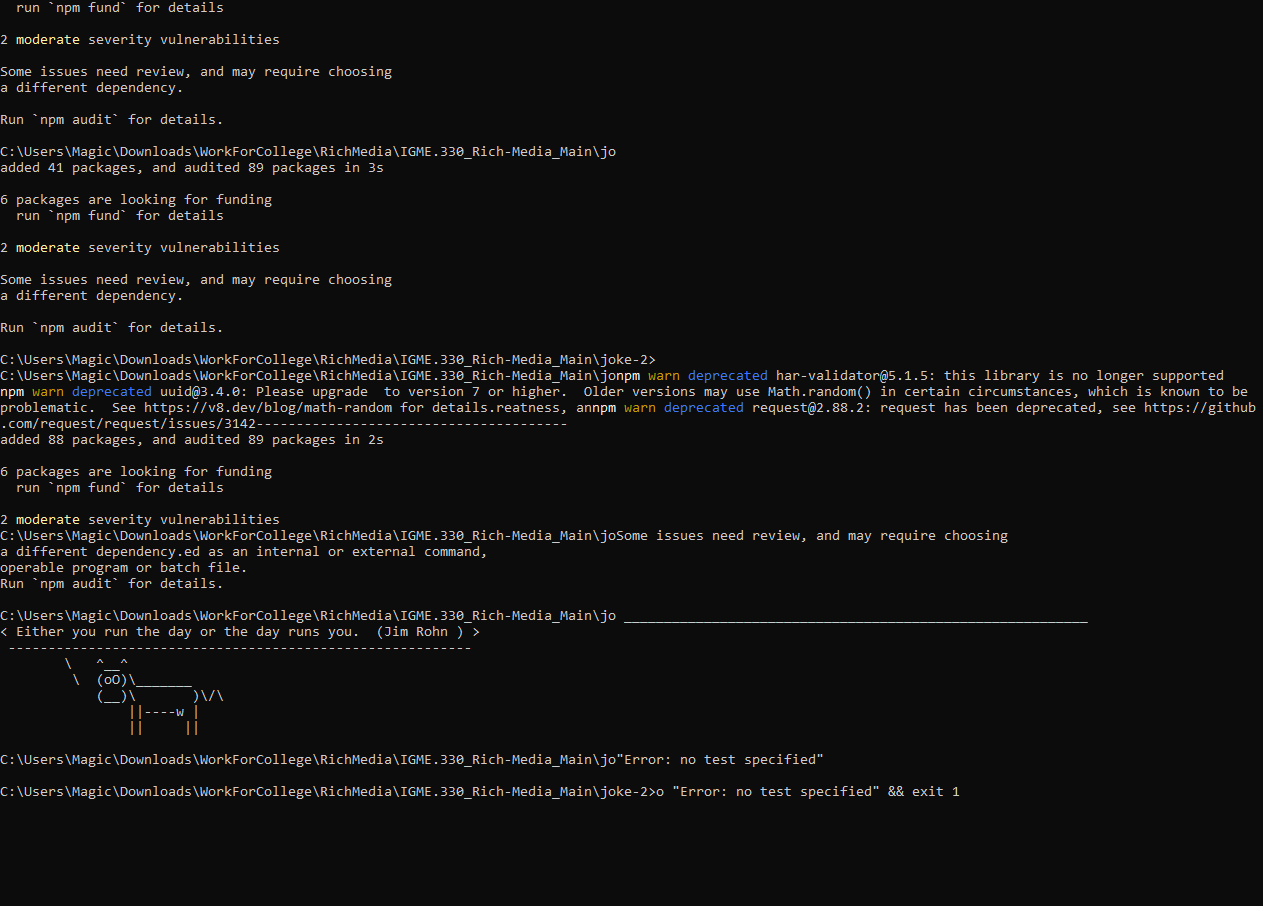 run `npm fund` for details
2 moderate severity vulnerabilities
Some issues need review, and may require choosing
a different dependency.
Run `npm audit` for details.
C:\Users\Magic\Downloads\WorkForCollege\RichMedia\IGME.330_Rich-Media_Main\jo
added 41 packages, and audited 89 packages in 3s
6 packages are looking for funding
  run `npm fund` for details
2 moderate severity vulnerabilities
Some issues need review, and may require choosing
a different dependency.
Run `npm audit` for details.
C:\Users\Magic\Downloads\WorkForCollege\RichMedia\IGME.330_Rich-Media_Main\joke-2>
C:\Users\Magic\Downloads\WorkForCollege\RichMedia\IGME.330_Rich-Media_Main\jonpm warn deprecated har-validator@5.1.5: this library is no longer supported
npm warn deprecated uuid@3.4.0: Please upgrade  to version 7 or higher.  Older versions may use Math.random() in certain circumstances, which is known to be
problematic.  See https://v8.dev/blog/math-random for details.reatness, annpm warn deprecated request@2.88.2: request has been deprecated, see https://github
.com/request/request/issues/3142---------------------------------------
added 88 packages, and audited 89 packages in 2s
6 packages are looking for funding
  run `npm fund` for details
2 moderate severity vulnerabilities
C:\Users\Magic\Downloads\WorkForCollege\RichMedia\IGME.330_Rich-Media_Main\joSome issues need review, and may require choosing
a different dependency.ed as an internal or external command,
operable program or batch file.
Run `npm audit` for details.
C:\Users\Magic\Downloads\WorkForCollege\RichMedia\IGME.330_Rich-Media_Main\jo __________________________________________________________
< Either you run the day or the day runs you.  (Jim Rohn ) >
 ----------------------------------------------------------
        \   ^__^
         \  (oO)\_______
            (__)\       )\/\
                ||----w |
                ||     ||
C:\Users\Magic\Downloads\WorkForCollege\RichMedia\IGME.330_Rich-Media_Main\jo"Error: no test specified"
C:\Users\Magic\Downloads\WorkForCollege\RichMedia\IGME.330_Rich-Media_Main\joke-2>o "Error: no test specified" && exit 1